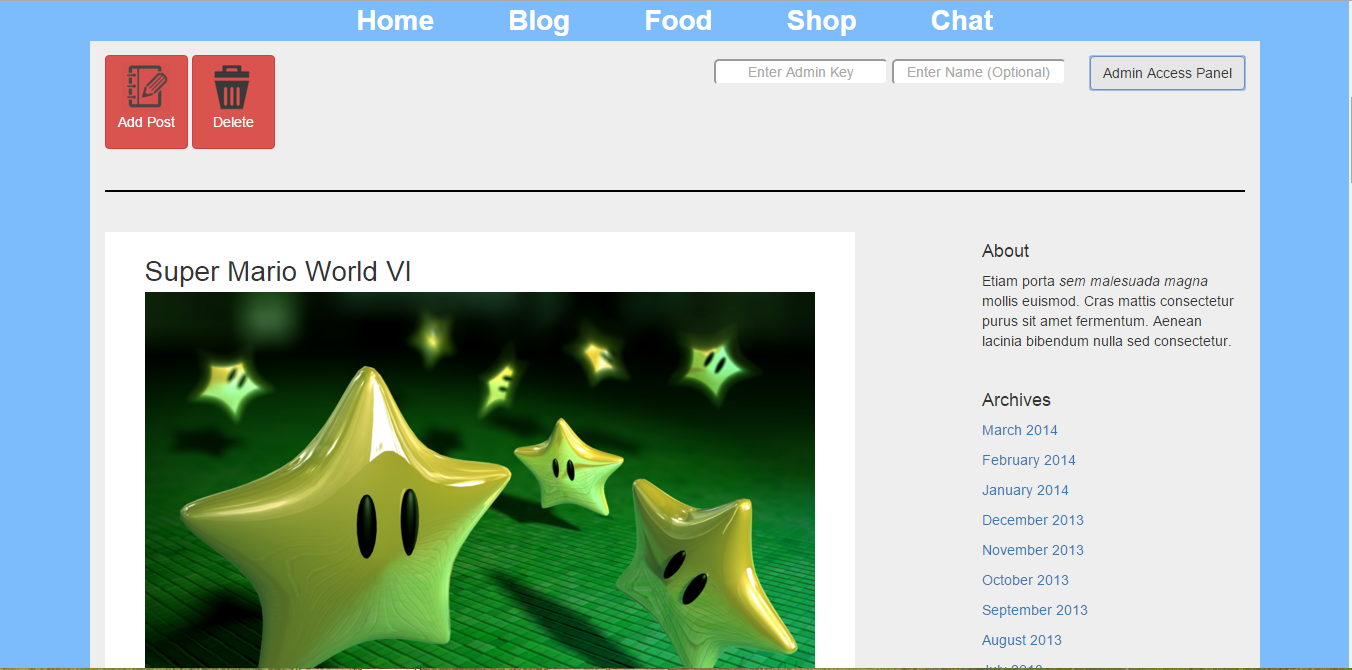 Home Blog Food Shop Chat
Enter Admin Key Enter Name (Optional) Admin Access Panel
Add Post Delete
Super Mario World VI
About
Etiam porta sem malesuada magna
mollis euismod. Cras mattis consectetur
purus sit amet fermentum. Aenean
lacinia bibendum nulla sed consectetur.
Archives
March 2014
February 2014
January 2014
December 2013
November 2013
October 2013
September 2013
August 2013